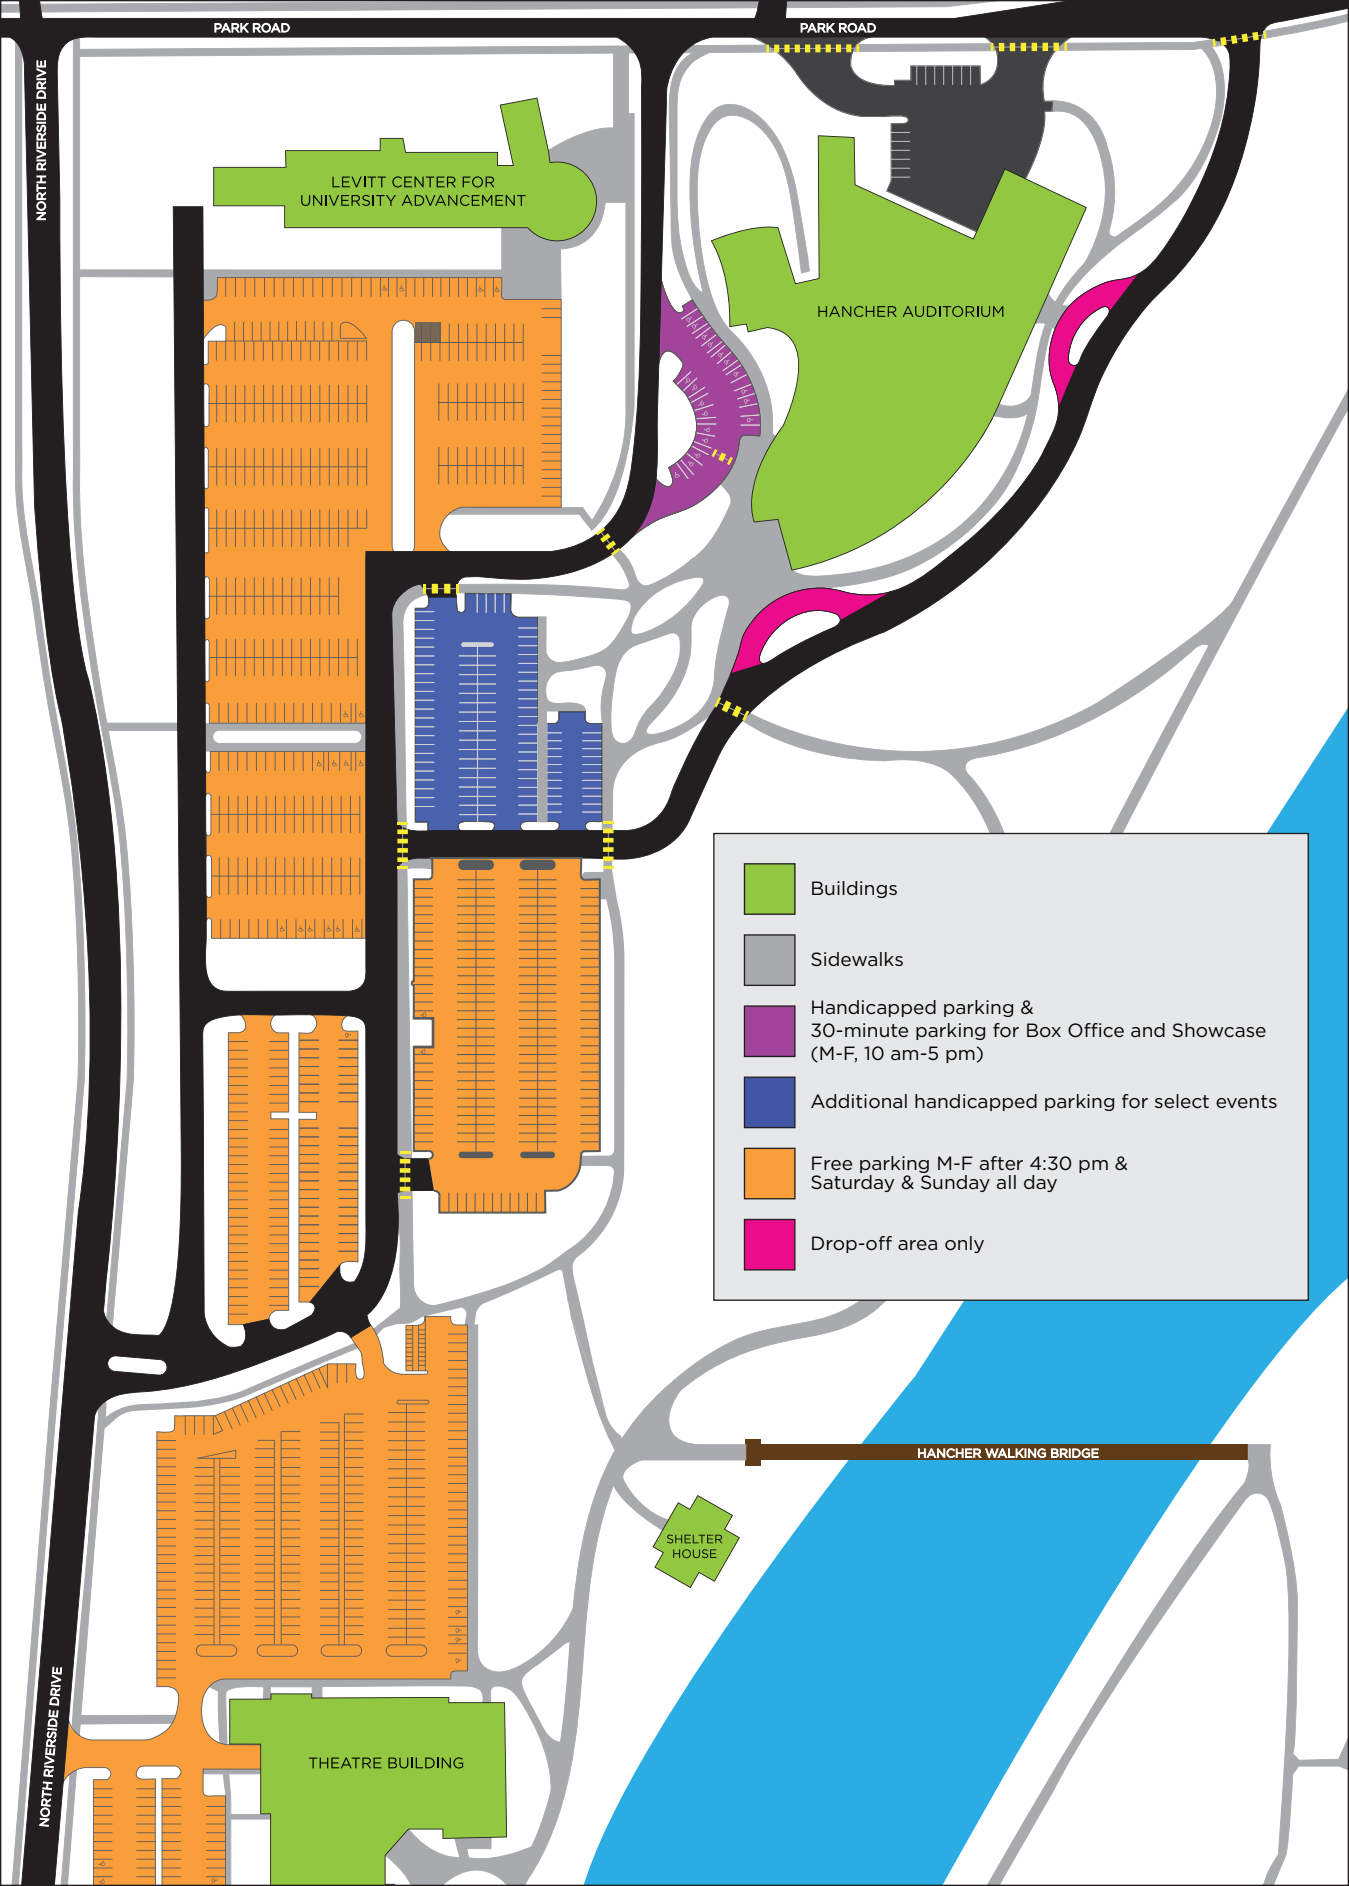 PARK ROAD
PARK ROAD
NORTH RIVERSIDE DRIVE
LEVITT CENTER FOR
UNIVERSITY ADVANCEMENT
HANCHER AUDITORIUM
Buildings
Sidewalks
Handicapped parking &
30-minute parking for Box Office and Showcase
(M-F, 10 am-5 pm)
Additional handicapped parking for select events
Free parking M-F after 4:30 pm &
Saturday & Sunday all day
Drop-off area only
HANCHER WALKING BRIDGE
SHELTER
HOUSE
NORTH RIVERSIDE DRIVE
THEATRE BUILDING